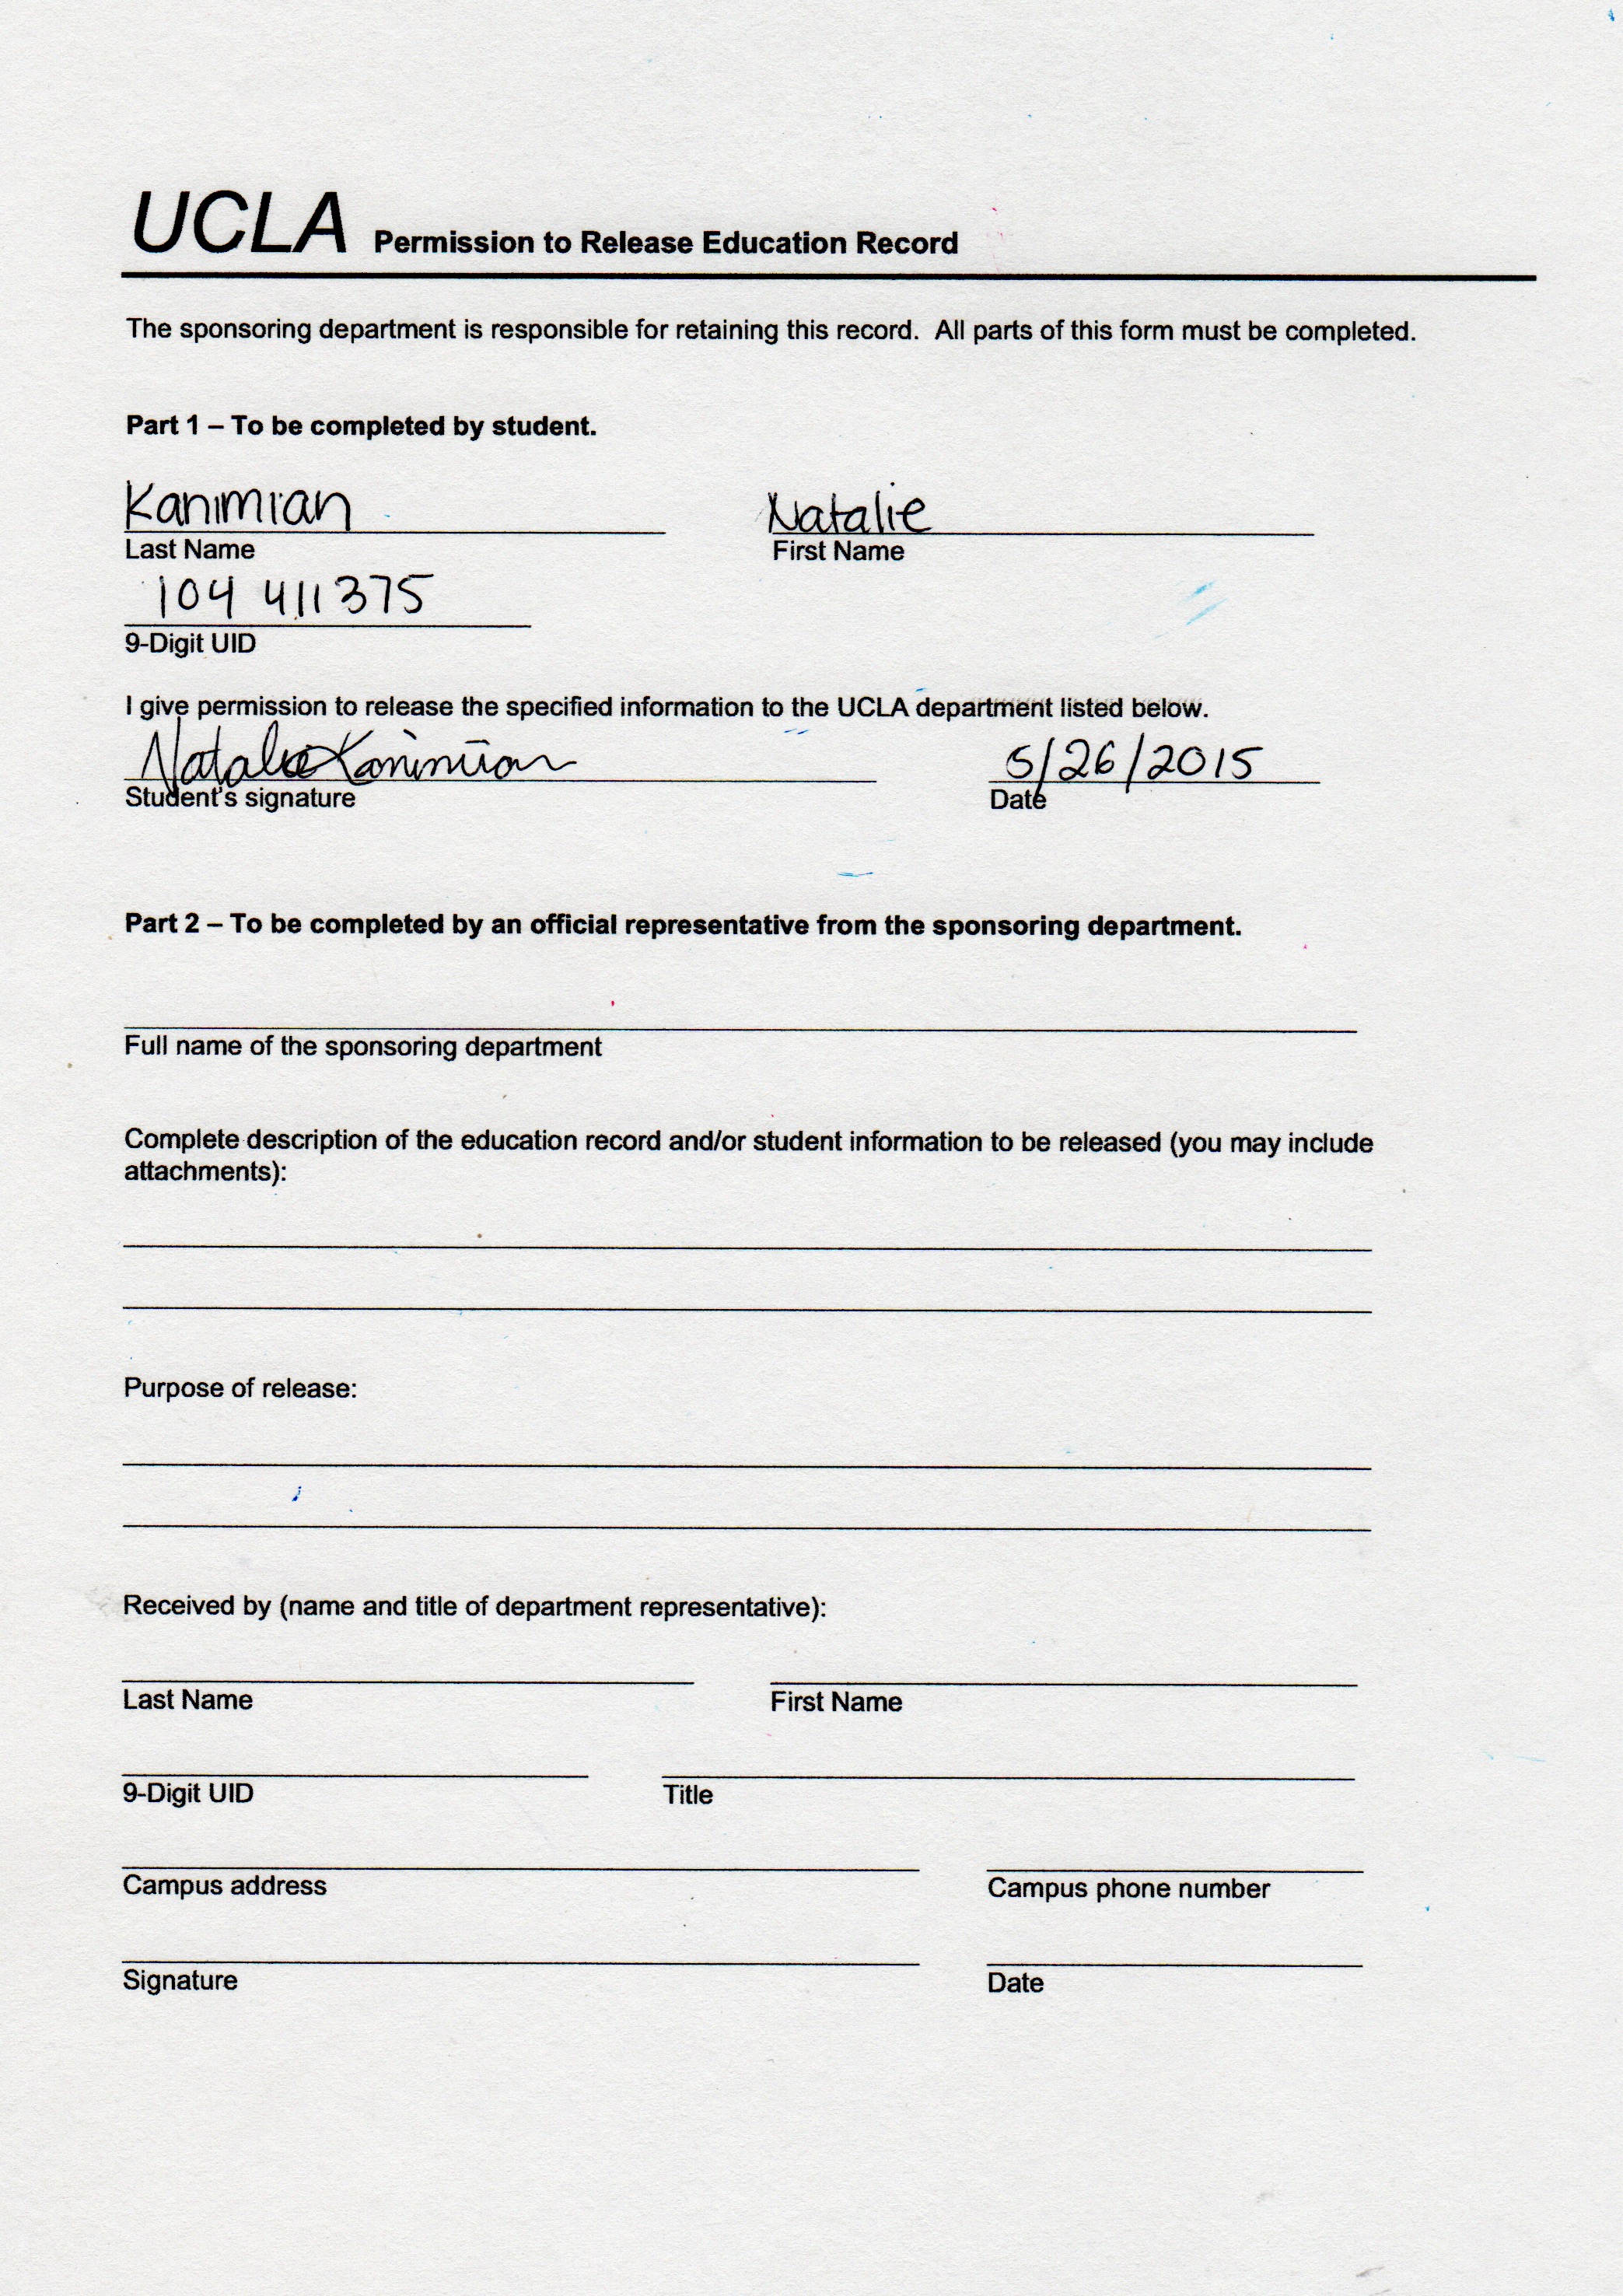 UCLA Permission to Release Education Record
The sponsoring department is responsible for retaining this record. All parts of this form must be completed.
Part 1 – To be completed by student.
Kanimian Natalie
Last Name First Name
104 411375
9-Digit UID
I give permission to release the specified information to the UCLA department listed below.
Natalie Kanimian 5/26/2015
Student's signature Date
Part 2 – To be completed by an official representative from the sponsoring department.
Full name of the sponsoring department
Complete description of the education record and/or student information to be released (you may include
attachments):
Purpose of release:
Received by (name and title of department representative):
Last Name First Name
9-Digit UID Title
Campus address Campus phone number
Signature Date